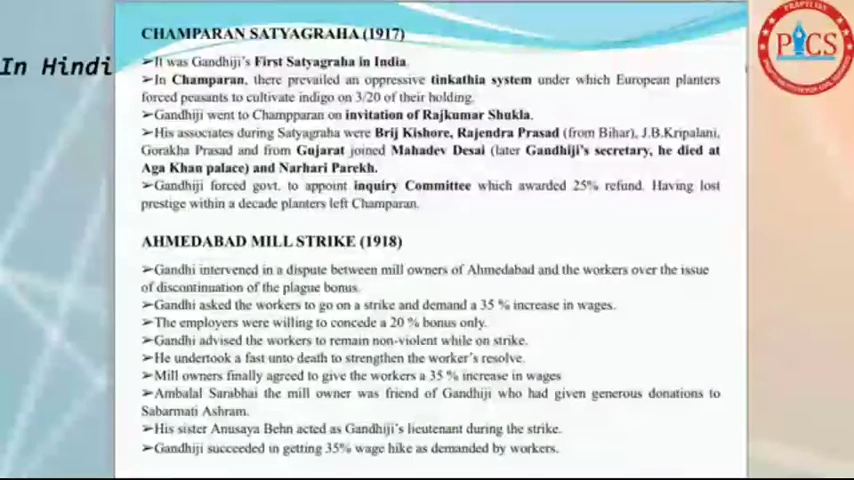 CHAMPARAN SATYAGRAHA (1917)
In Hindi
➢It was Gandhiji's First Satyagraha in India.
➢In Champaran, there prevailed an oppressive tinkathia system under which European planters
forced peasants to cultivate indigo on 3/20 of their holding.
➢Gandhiji went to Champparan on invitation of Rajkumar Shukla.
➢His associates during Satyagraha were Brij Kishore, Rajendra Prasad (from Bihar), J.B.Kripalani,
Gorakha Prasad and from Gujarat joined Mahadev Desai (later Gandhiji's secretary, he died at
Aga Khan palace) and Narhari Parekh.
➢Gandhiji forced govt. to appoint inquiry Committee which awarded 25% refund. Having lost
prestige within a decade planters left Champaran.
AHMEDABAD MILL STRIKE (1918)
➢Gandhi intervened in a dispute between mill owners of Ahmedabad and the workers over the issue
of discontinuation of the plague bonus.
➢Gandhi asked the workers to go on a strike and demand a 35 % increase in wages.
➢The employers were willing to concede a 20 % bonus only.
➢Gandhi advised the workers to remain non-violent while on strike.
➢He undertook a fast unto death to strengthen the worker's resolve.
➢Mill owners finally agreed to give the workers a 35 % increase in wages
➢Ambalal Sarabhai the mill owner was friend of Gandhiji who had given generous donations to
Sabarmati Ashram.
➢His sister Anusaya Behn acted as Gandhiji's lieutenant during the strike.
➢Gandhiji succeeded in getting 35% wage hike as demanded by workers.
PICS